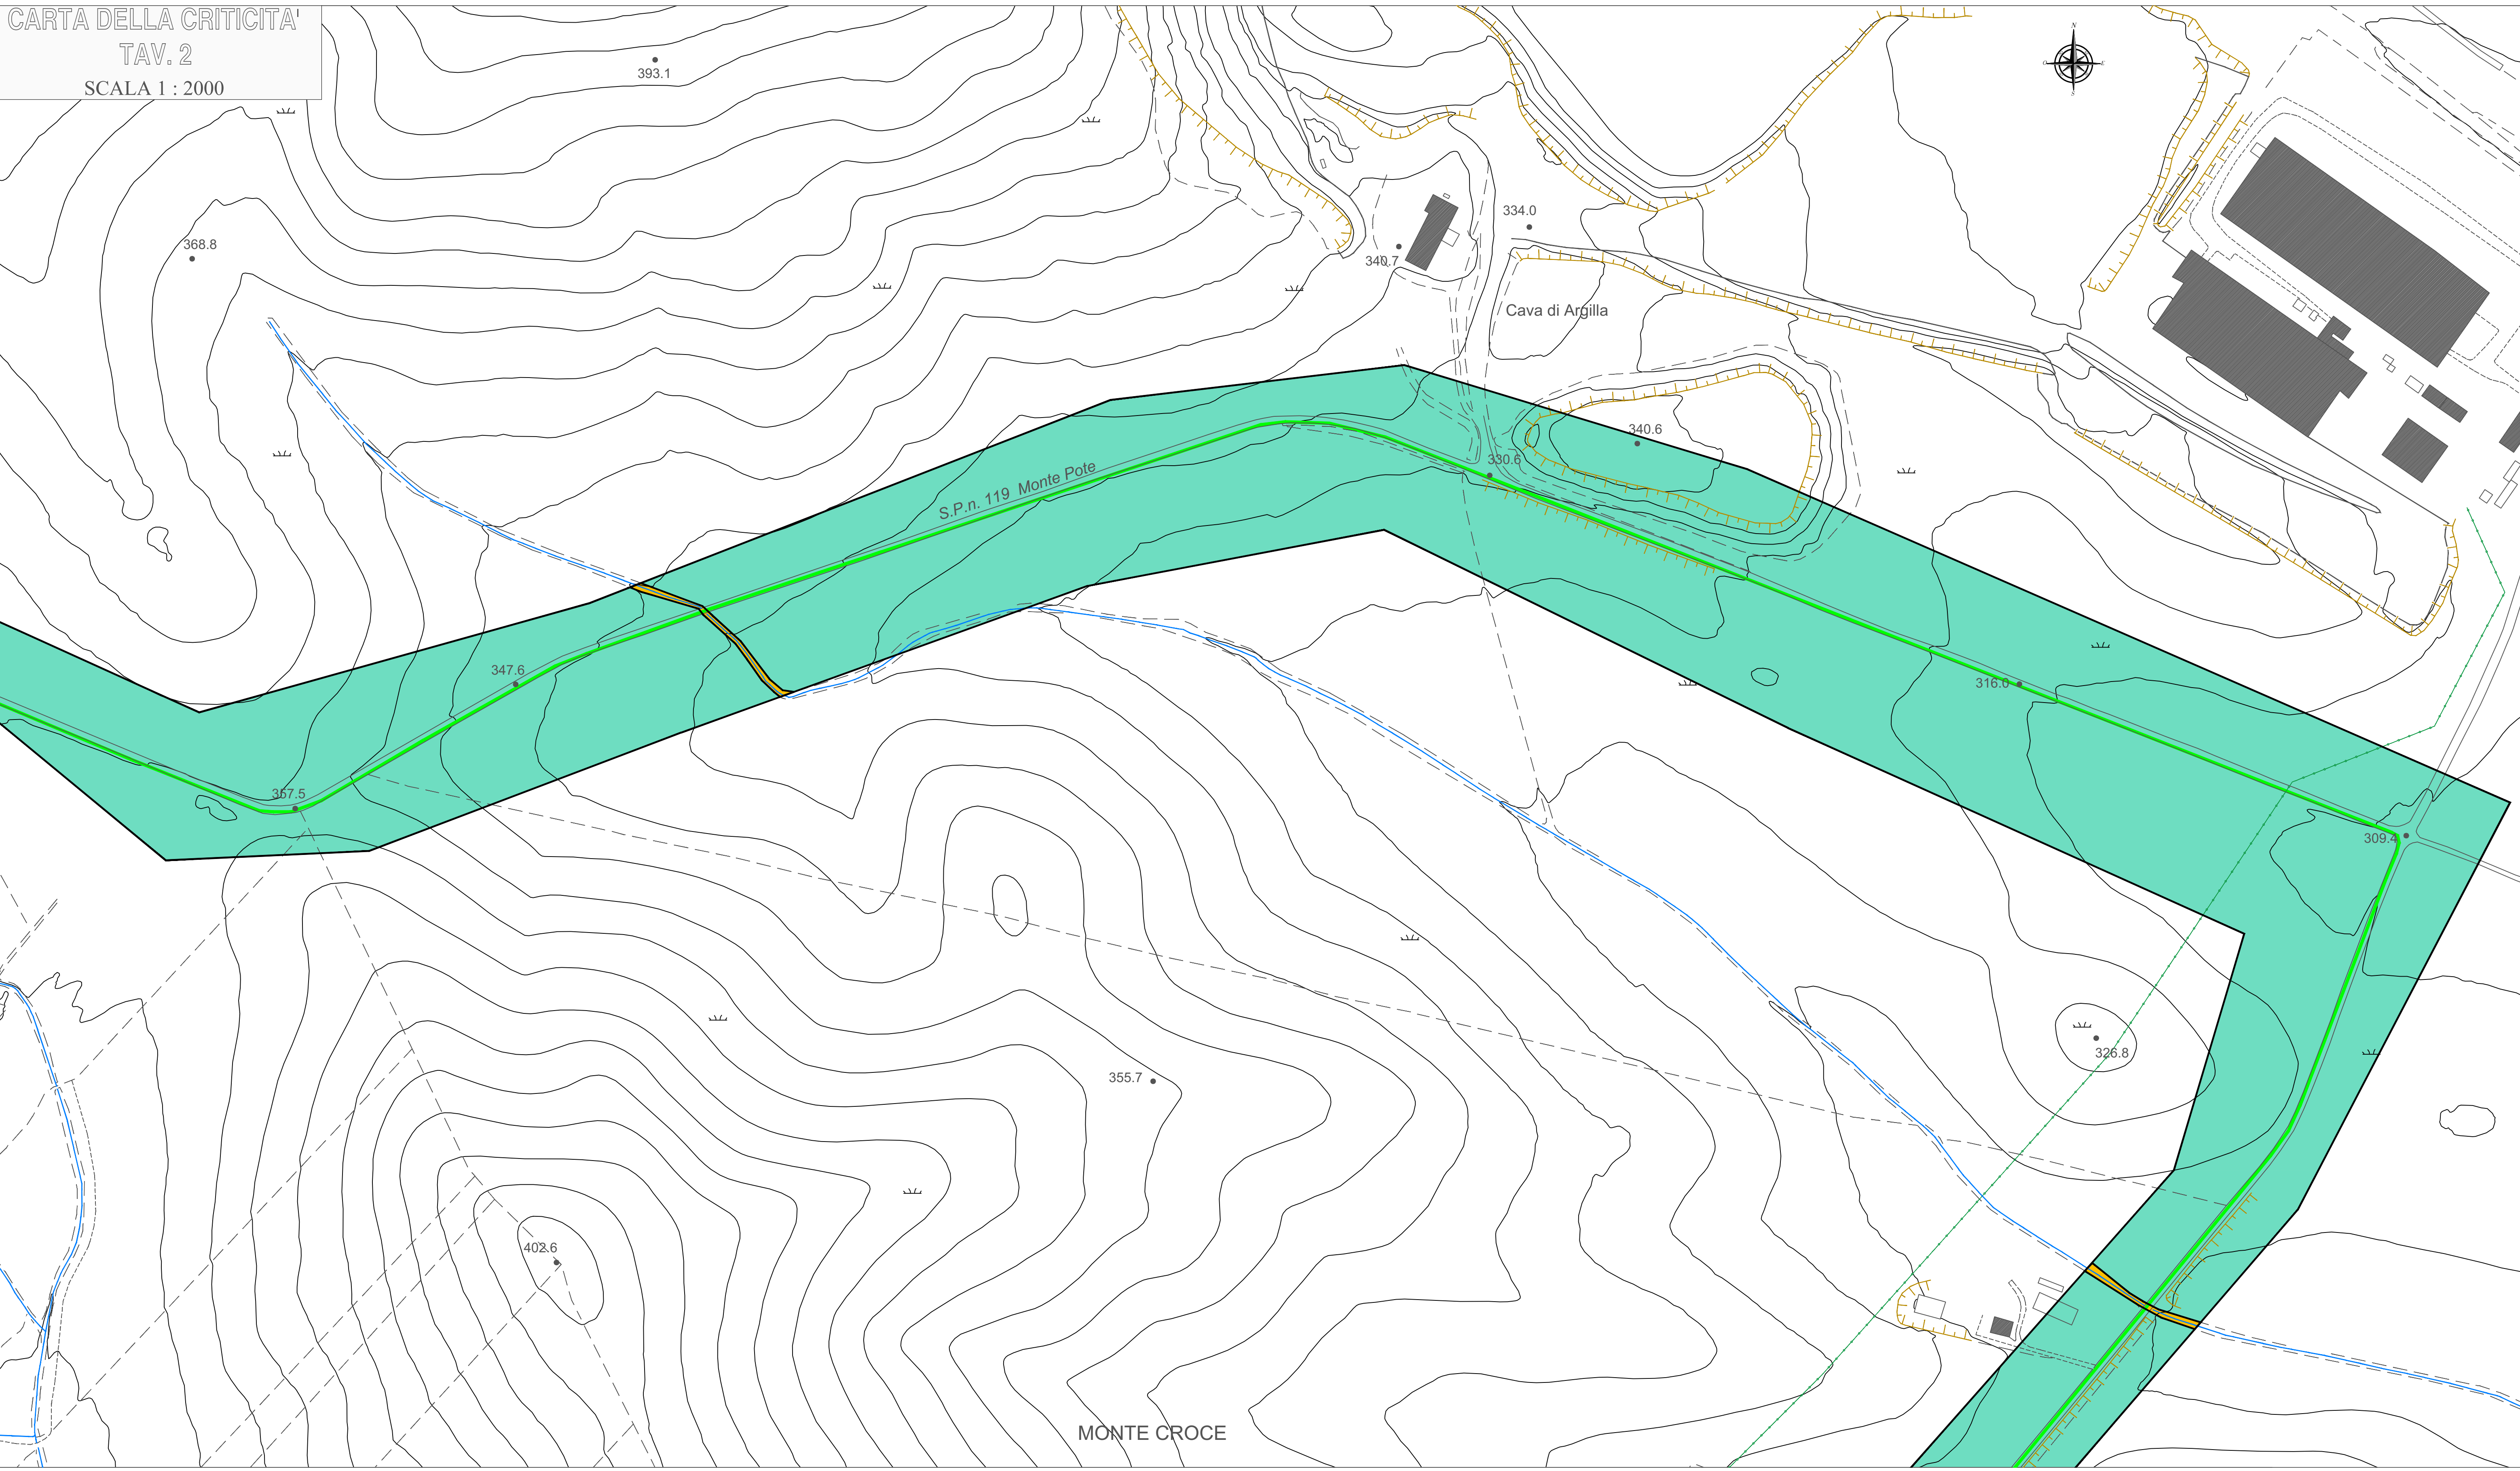 CARTA DELLA CRITICITA'
TAV. 2
SCALA 1 : 2000
393.1
N
O
E
S
368.8
334.0
340.7
Cava di Argilla
340.6
330.6
S.P.n. 119 Monte Pote
347.6
316.0
357.5
309.4
326.8
355.7
402.6
MONTE CROCE